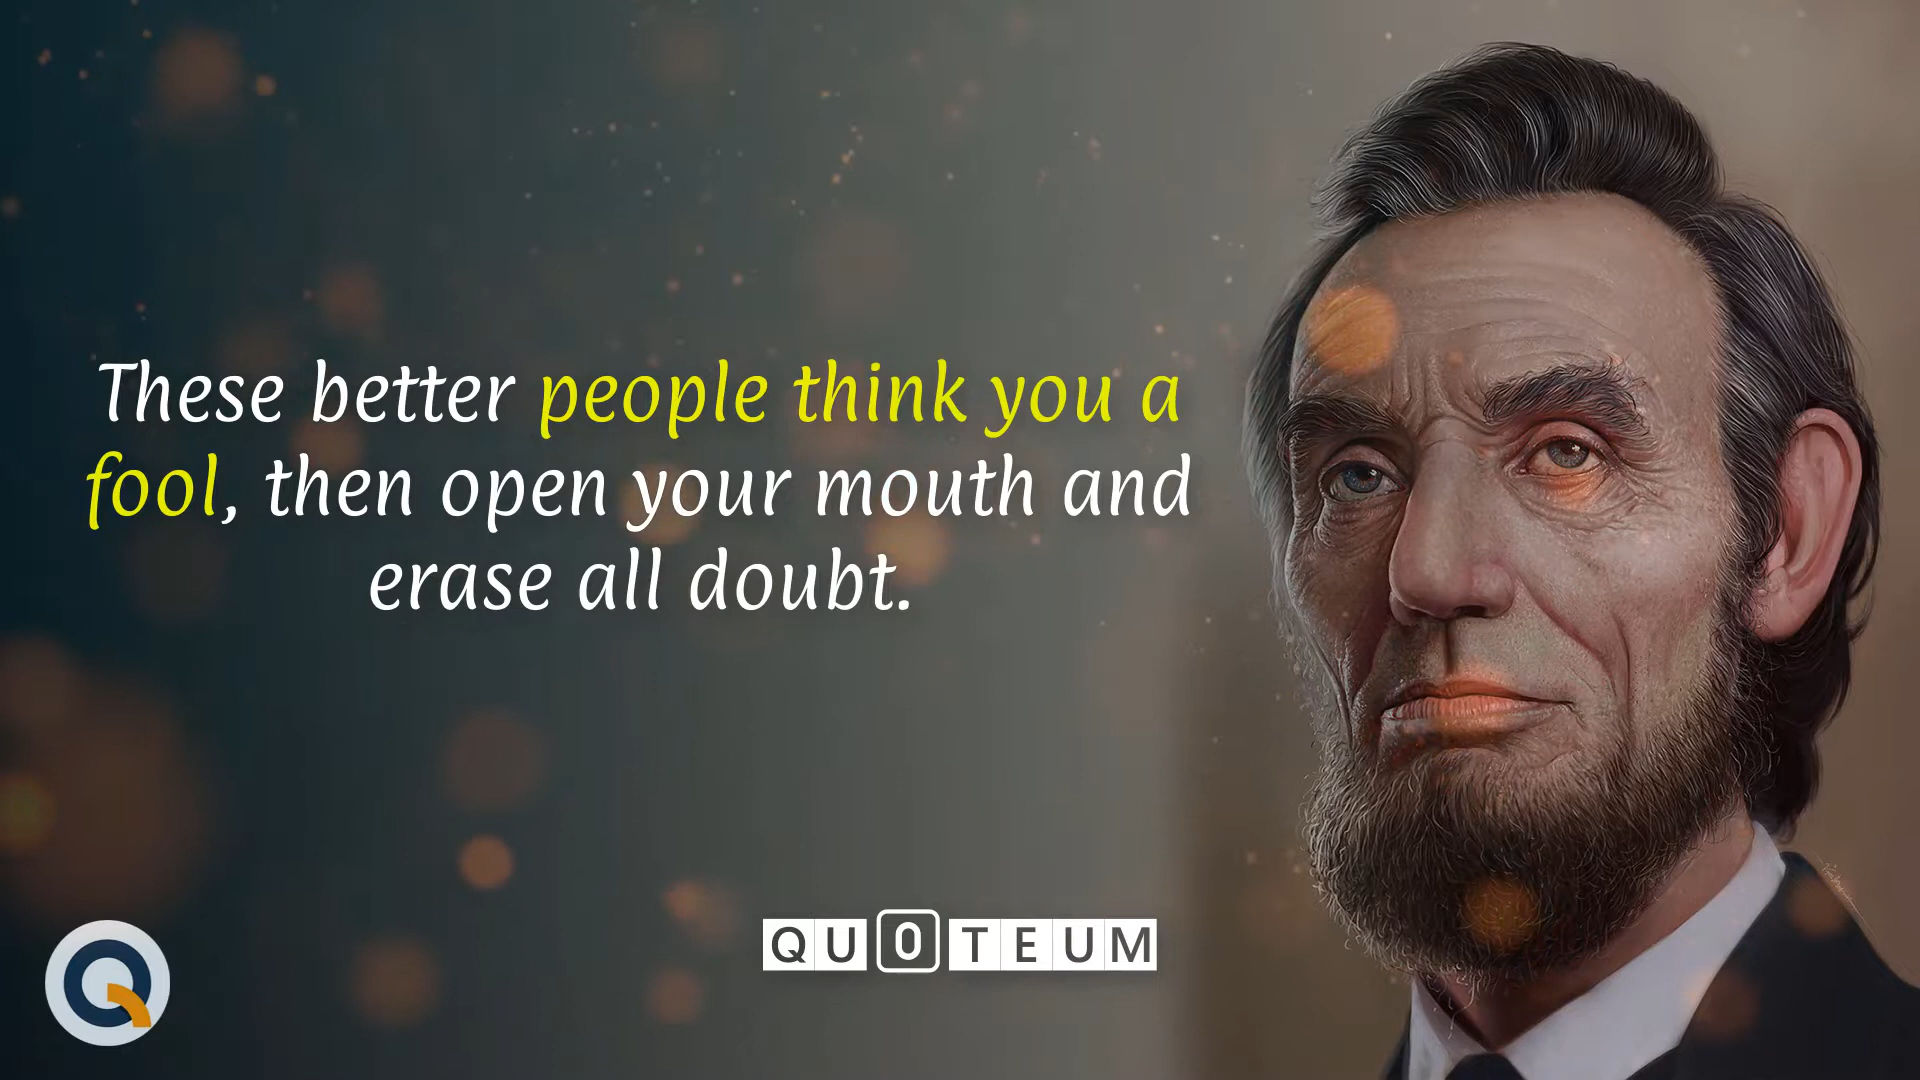 These better people think you a
fool, then open your mouth and
erase all doubt.
QUOTEUM